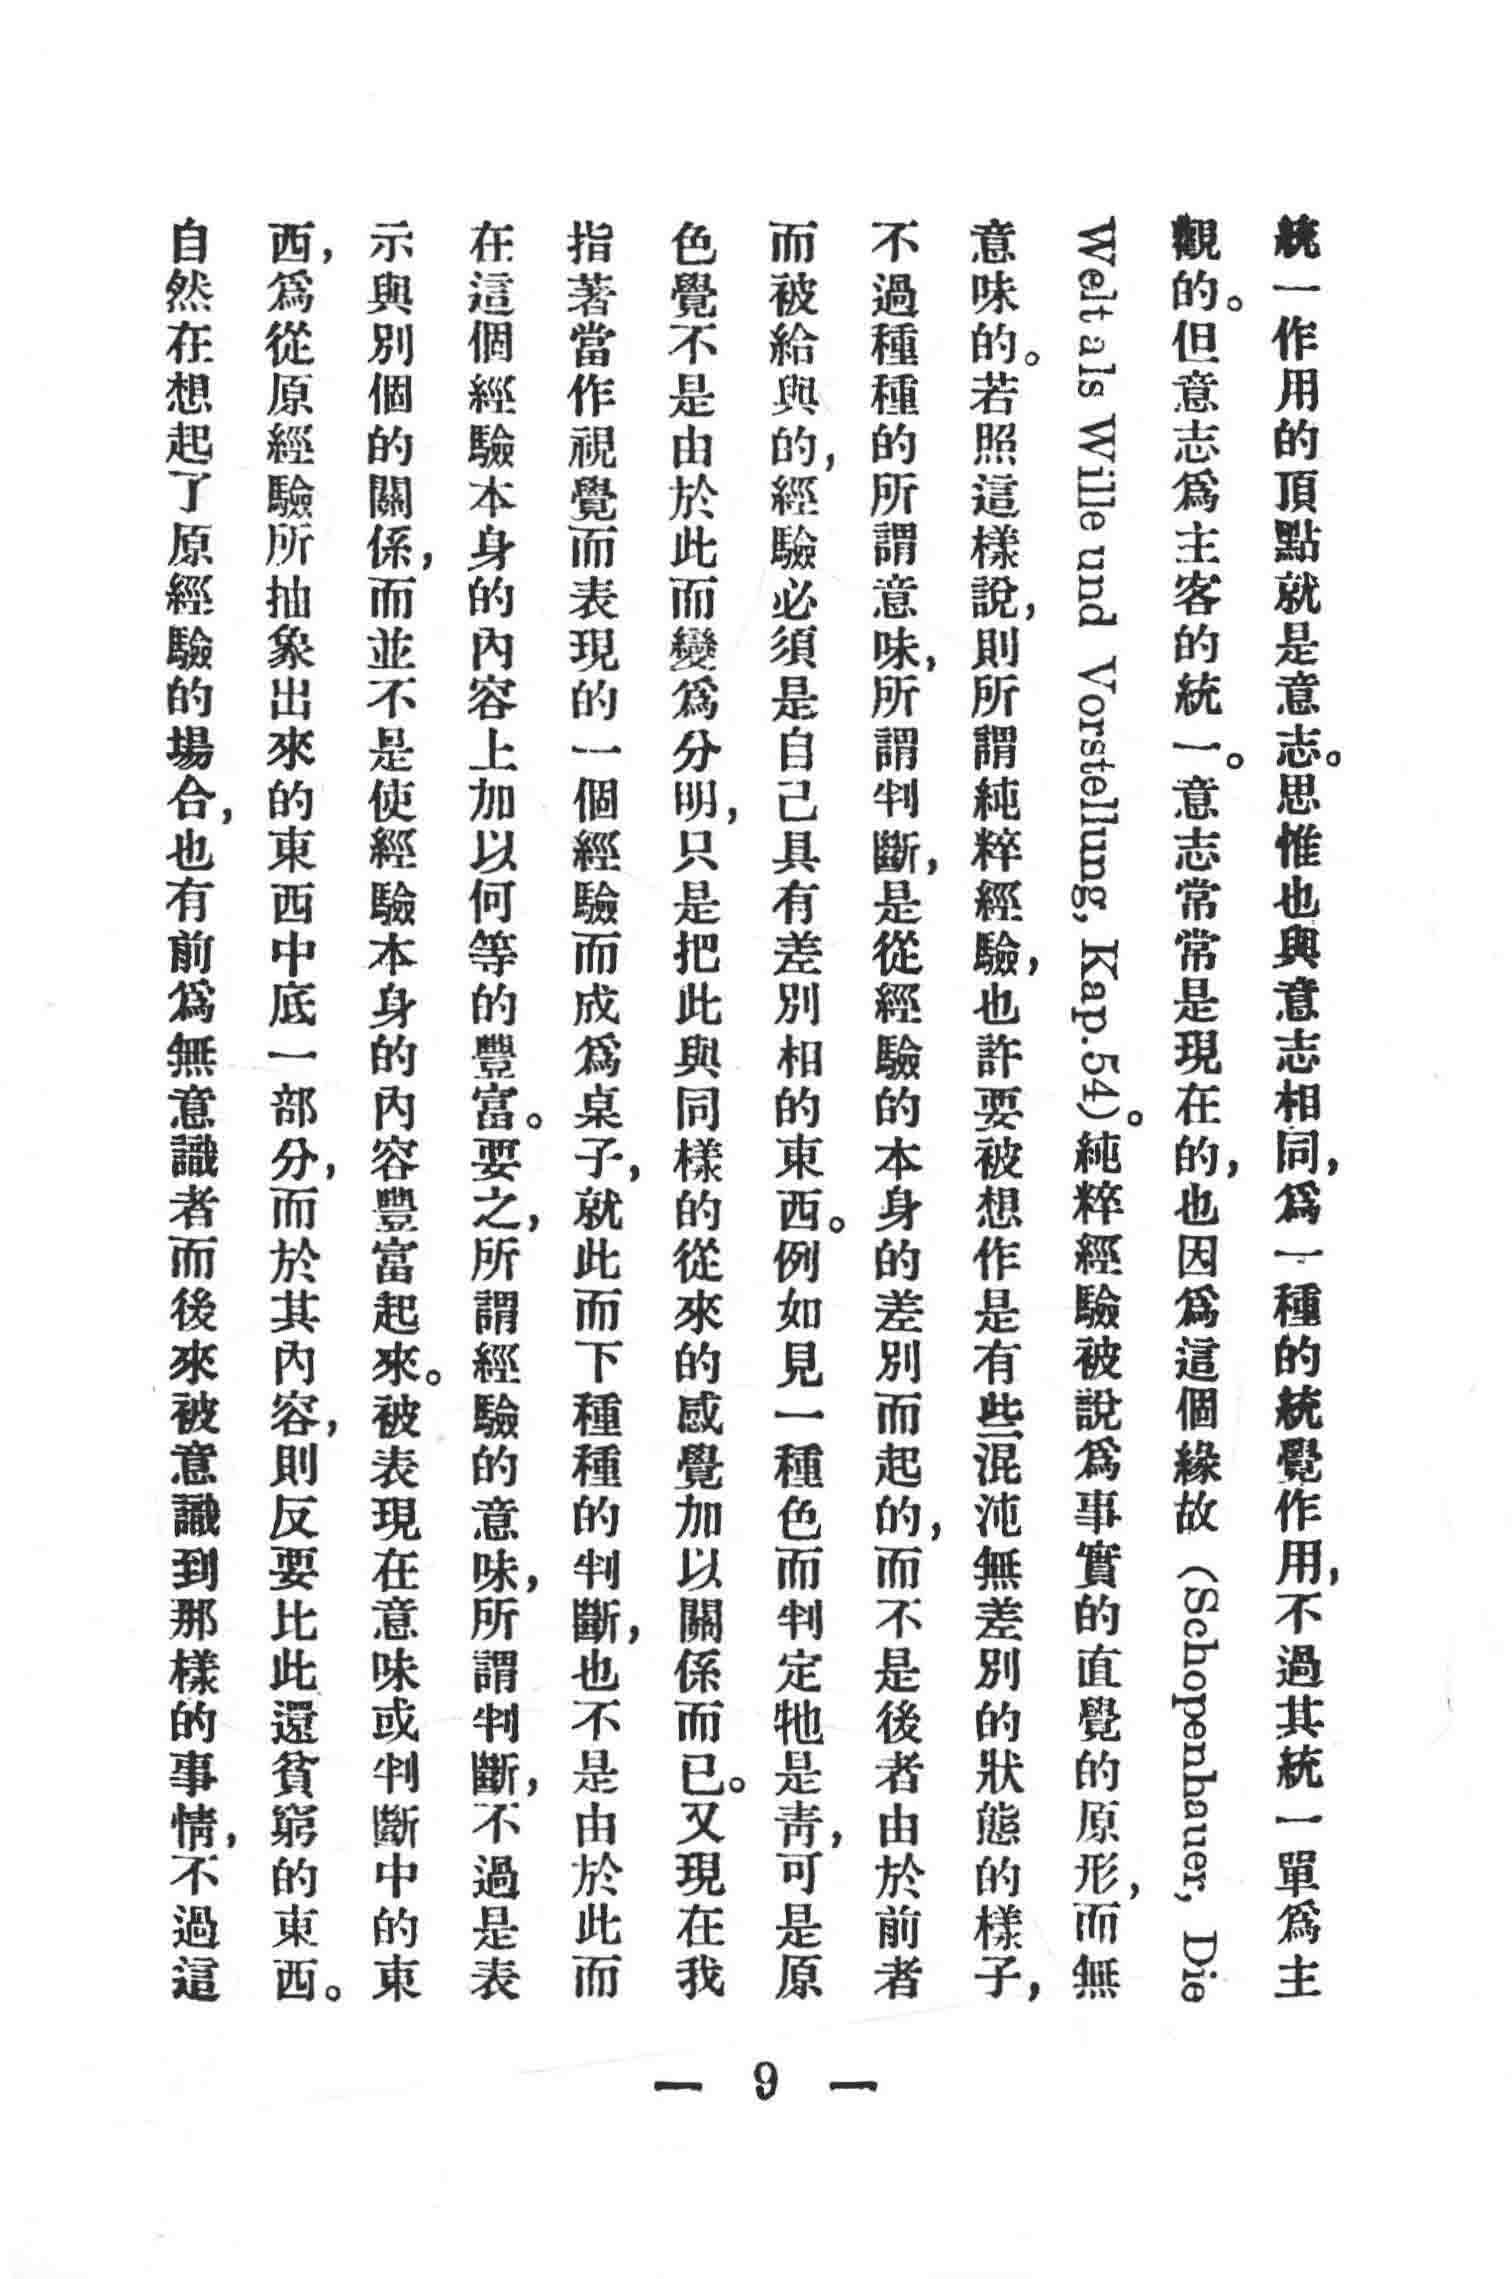 統一作用的頂點就是意志。思惟也與意志相同，爲一種的統覺作用，不過其統一單爲主
觀的。但意志爲主客的統一。意志常常是現在的，也因爲這個緣故（Schopenhauer, Die
Welt als Wille und Vorstellung, Kap. 54）。純粹經驗被說爲事實的直覺的原形，而無
意味的。若照這樣說，則所謂純粹經驗，也許要被想作是有些混沌無差別的狀態的樣子，
不過種種的所謂意味，所謂判斷，是從經驗的本身的差別而起的，而不是後者由於前者
而被給與的，經驗必須是自己具有差別相的東西。例如見一種色而判定牠是靑，可是原
色覺不是由於此而變爲分明，只是把此與同樣的從來的感覺加以關係而已。又現在我
指著當作視覺而表現的一個經驗而成爲桌子，就此而下種種的判斷，也不是由於此而
在這個經驗本身的內容上加以何等的豐富。要之，所謂經驗的意味，所謂判斷，不過是表
示與別個的關係，而並不是使經驗本身的內容豐富起來。被表現在意味或判斷中的東
西，爲從原經驗所抽象出來的東西中底一部分，而於其內容，則反要比此還貧窮的東西。
自然在想起了原經驗的場合，也有前爲無意識者而後來被意識到那樣的事情，不過這
— 9 —